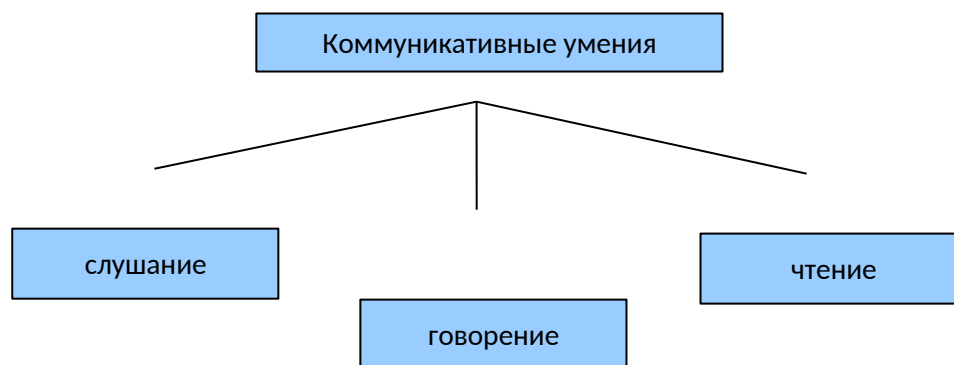 Коммуникативные умения
слушание
говорение
чтение